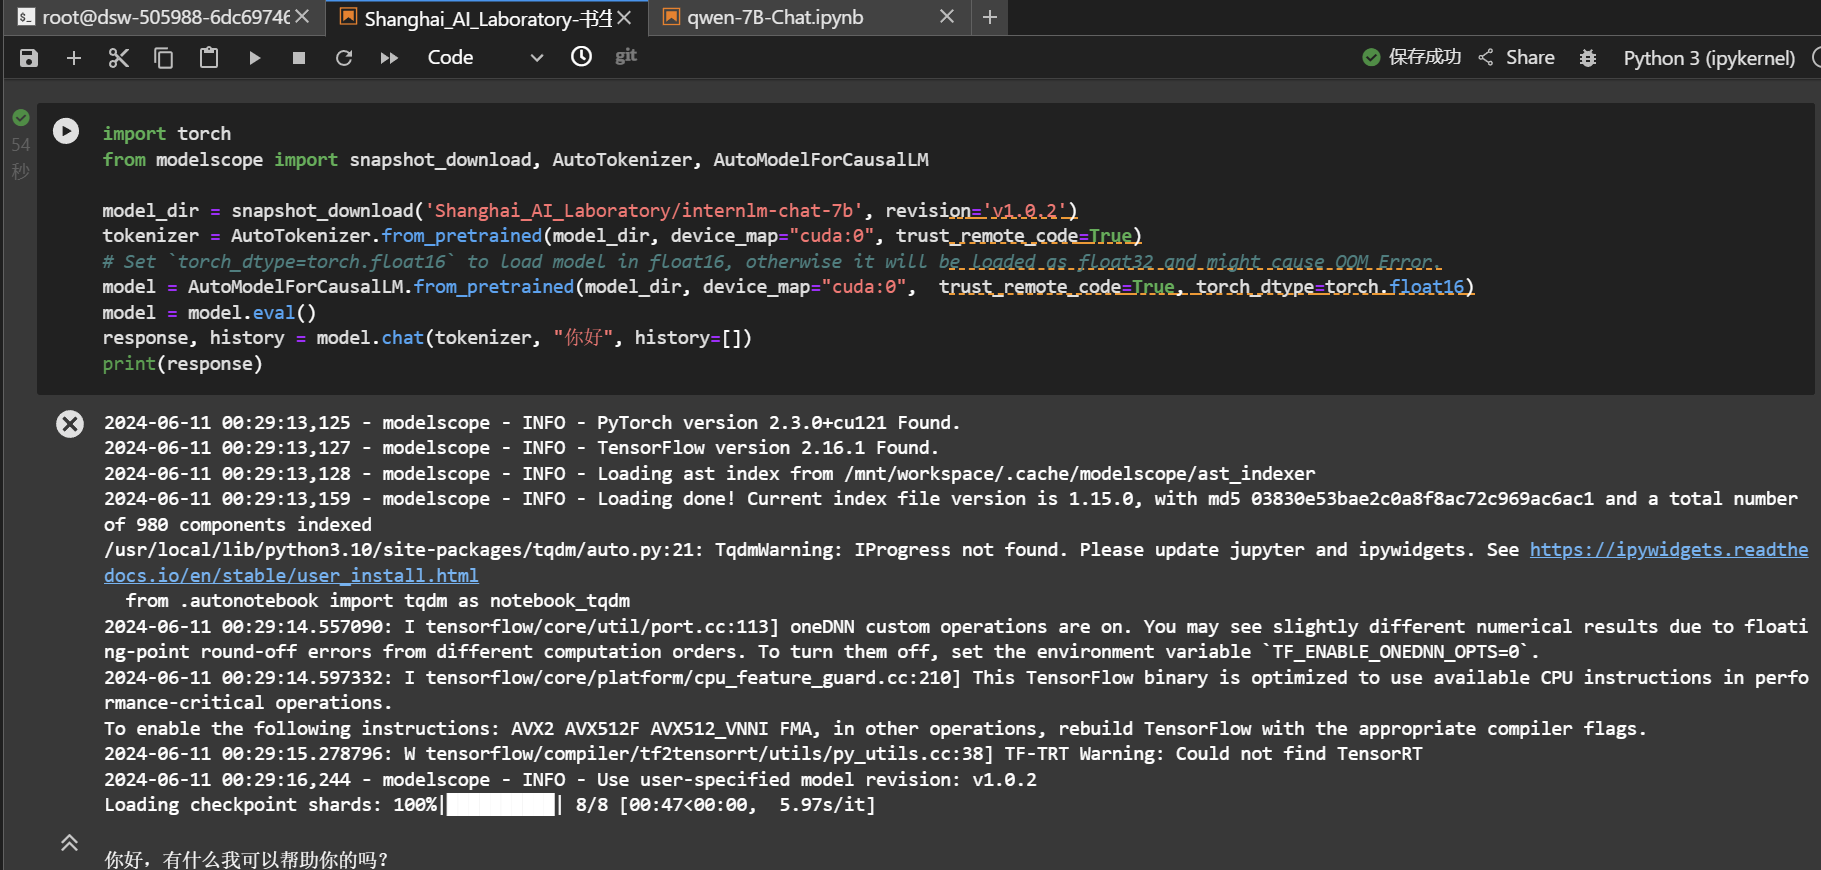 root@dsw-505988-6dc69746
Shanghai_AI_Laboratory-书生
qwen-7B-Chat.ipynb
Code
git
保存成功
Share
Python 3 (ipykernel)
54
秒
import torch
from modelscope import snapshot_download, AutoTokenizer, AutoModelForCausalLM
model_dir = snapshot_download('Shanghai_AI_Laboratory/internlm-chat-7b', revision='v1.0.2')
tokenizer = AutoTokenizer.from_pretrained(model_dir, device_map="cuda:0", trust_remote_code=True)
# Set `torch_dtype=torch.float16` to load model in float16, otherwise it will be loaded as float32 and might cause OOM Error.
model = AutoModelForCausalLM.from_pretrained(model_dir, device_map="cuda:0",  trust_remote_code=True, torch_dtype=torch.float16)
model = model.eval()
response, history = model.chat(tokenizer, "你好", history=[])
print(response)
2024-06-11 00:29:13,125 - modelscope - INFO - PyTorch version 2.3.0+cu121 Found.
2024-06-11 00:29:13,127 - modelscope - INFO - TensorFlow version 2.16.1 Found.
2024-06-11 00:29:13,128 - modelscope - INFO - Loading ast index from /mnt/workspace/.cache/modelscope/ast_indexer
2024-06-11 00:29:13,159 - modelscope - INFO - Loading done! Current index file version is 1.15.0, with md5 03830e53bae2c0a8f8ac72c969ac6ac1 and a total number
of 980 components indexed
/usr/local/lib/python3.10/site-packages/tqdm/auto.py:21: TqdmWarning: IProgress not found. Please update jupyter and ipywidgets. See https://ipywidgets.readthe
docs.io/en/stable/user_install.html
from .autonotebook import tqdm as notebook_tqdm
2024-06-11 00:29:14.557090: I tensorflow/core/util/port.cc:113] oneDNN custom operations are on. You may see slightly different numerical results due to floati
ng-point round-off errors from different computation orders. To turn them off, set the environment variable `TF_ENABLE_ONEDNN_OPTS=0`.
2024-06-11 00:29:14.597332: I tensorflow/core/platform/cpu_feature_guard.cc:210] This TensorFlow binary is optimized to use available CPU instructions in perfo
rmance-critical operations.
To enable the following instructions: AVX2 AVX512F AVX512_VNNI FMA, in other operations, rebuild TensorFlow with the appropriate compiler flags.
2024-06-11 00:29:15.278796: W tensorflow/compiler/tf2tensorrt/utils/py_utils.cc:38] TF-TRT Warning: Could not find TensorRT
2024-06-11 00:29:16,244 - modelscope - INFO - Use user-specified model revision: v1.0.2
Loading checkpoint shards: 100%|██████████| 8/8 [00:47<00:00,  5.97s/it]
你好，有什么我可以帮助你的吗？